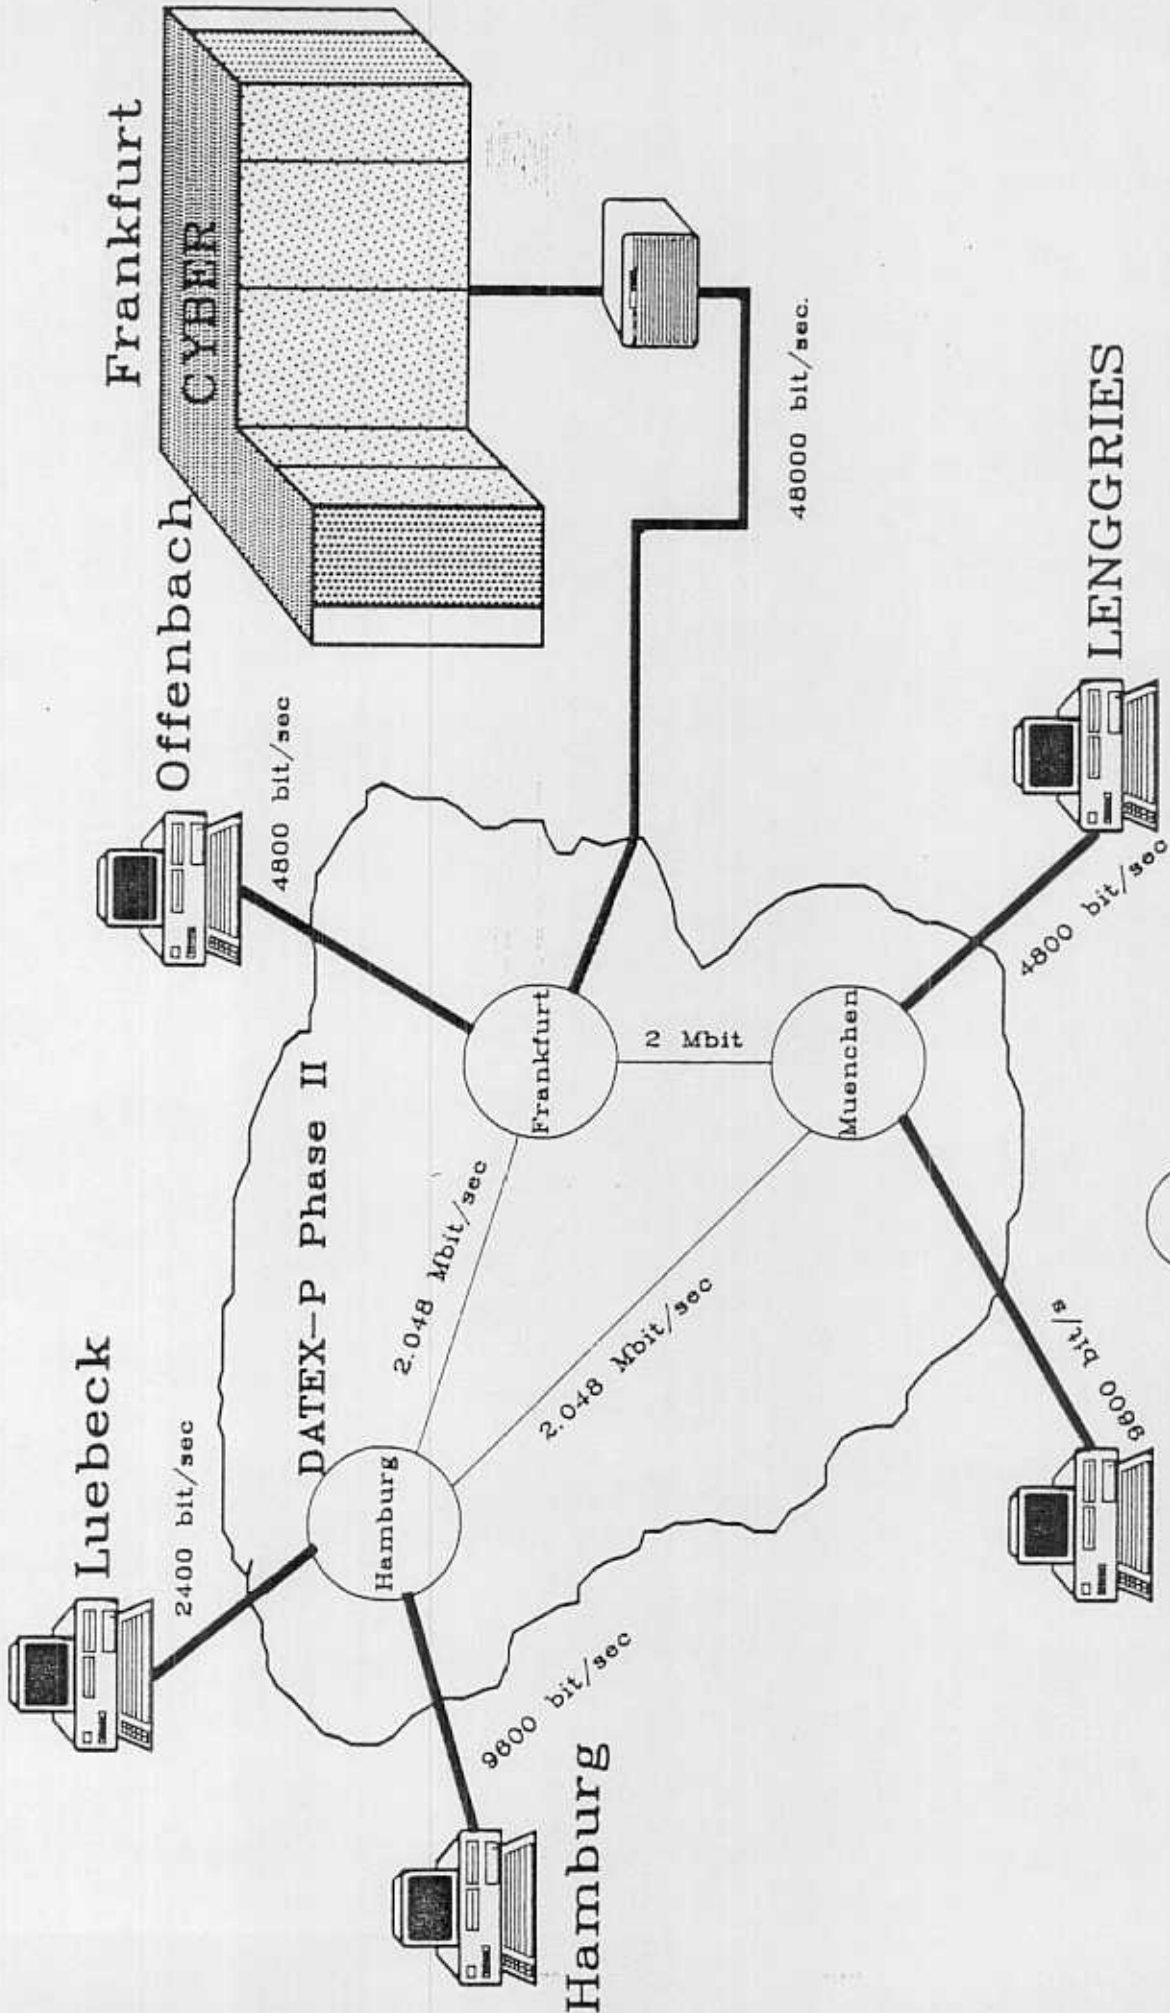 Luebeck
2400 bit/sec
Offenbach
4800 bit/sec
Frankfurt
CYBER
DATEX-P Phase II
Hamburg
2.048 Mbit/sec
Frankfurt
2.048 Mbit/sec
2 Mbit
Muenchen
48000 bit/sec.
Hamburg
9600 bit/sec
9600 bit/s
4800 bit/sec
LENGGRIES